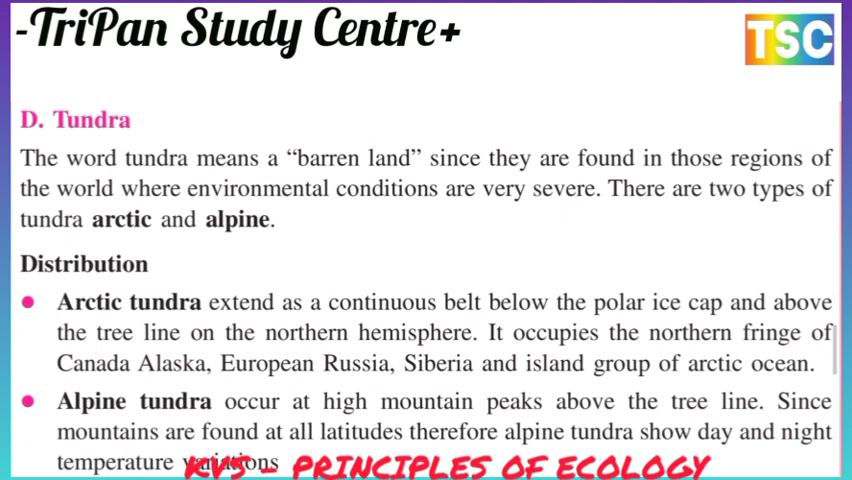 -TriPan Study Centre+
TSC
D. Tundra
The word tundra means a “barren land” since they are found in those regions of
the world where environmental conditions are very severe. There are two types of
tundra arctic and alpine.
Distribution
● Arctic tundra extend as a continuous belt below the polar ice cap and above
the tree line on the northern hemisphere. It occupies the northern fringe of
Canada Alaska, European Russia, Siberia and island group of arctic ocean.
● Alpine tundra occur at high mountain peaks above the tree line. Since
mountains are found at all latitudes therefore alpine tundra show day and night
temperature variations
KVS - PRINCIPLES OF ECOLOGY